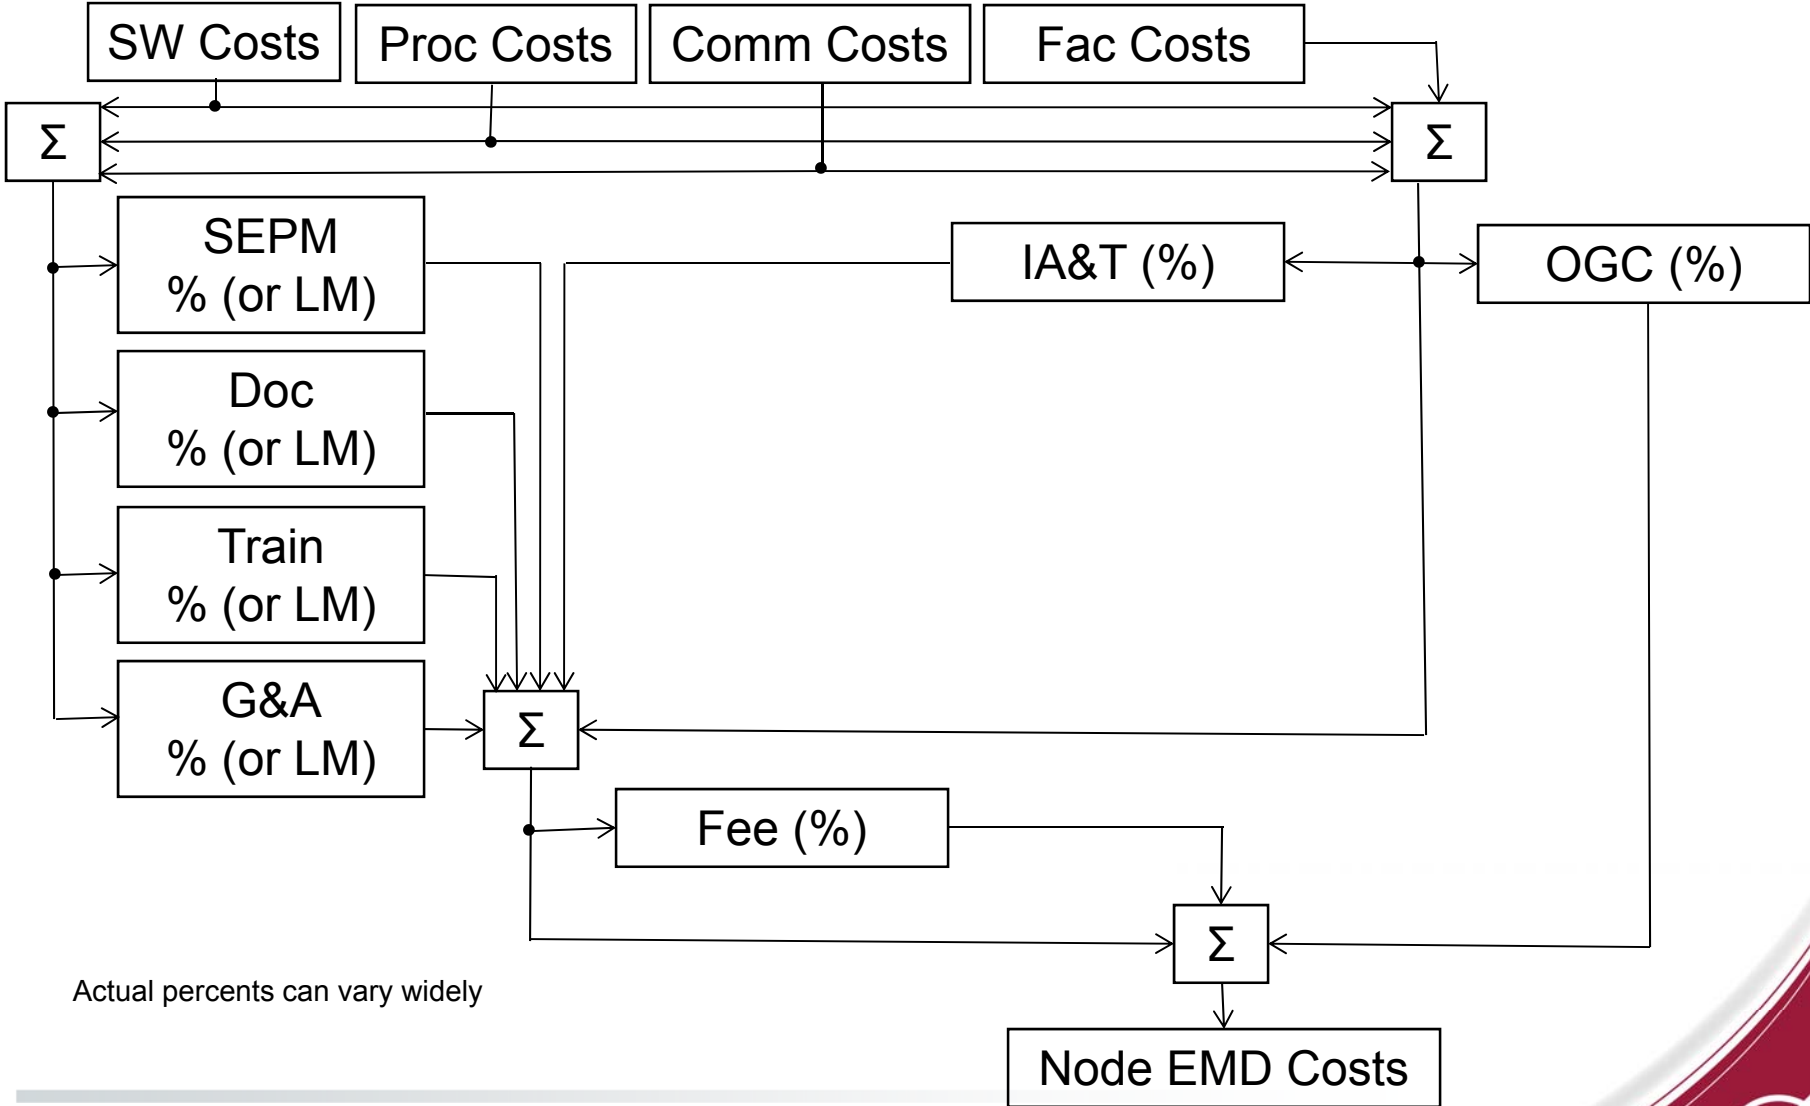 SW Costs
Proc Costs
Comm Costs
Fac Costs
Σ
Σ
SEPM
% (or LM)
IA&T (%)
OGC (%)
Doc
% (or LM)
Train
% (or LM)
G&A
% (or LM)
Σ
Fee (%)
Σ
Actual percents can vary widely
Node EMD Costs